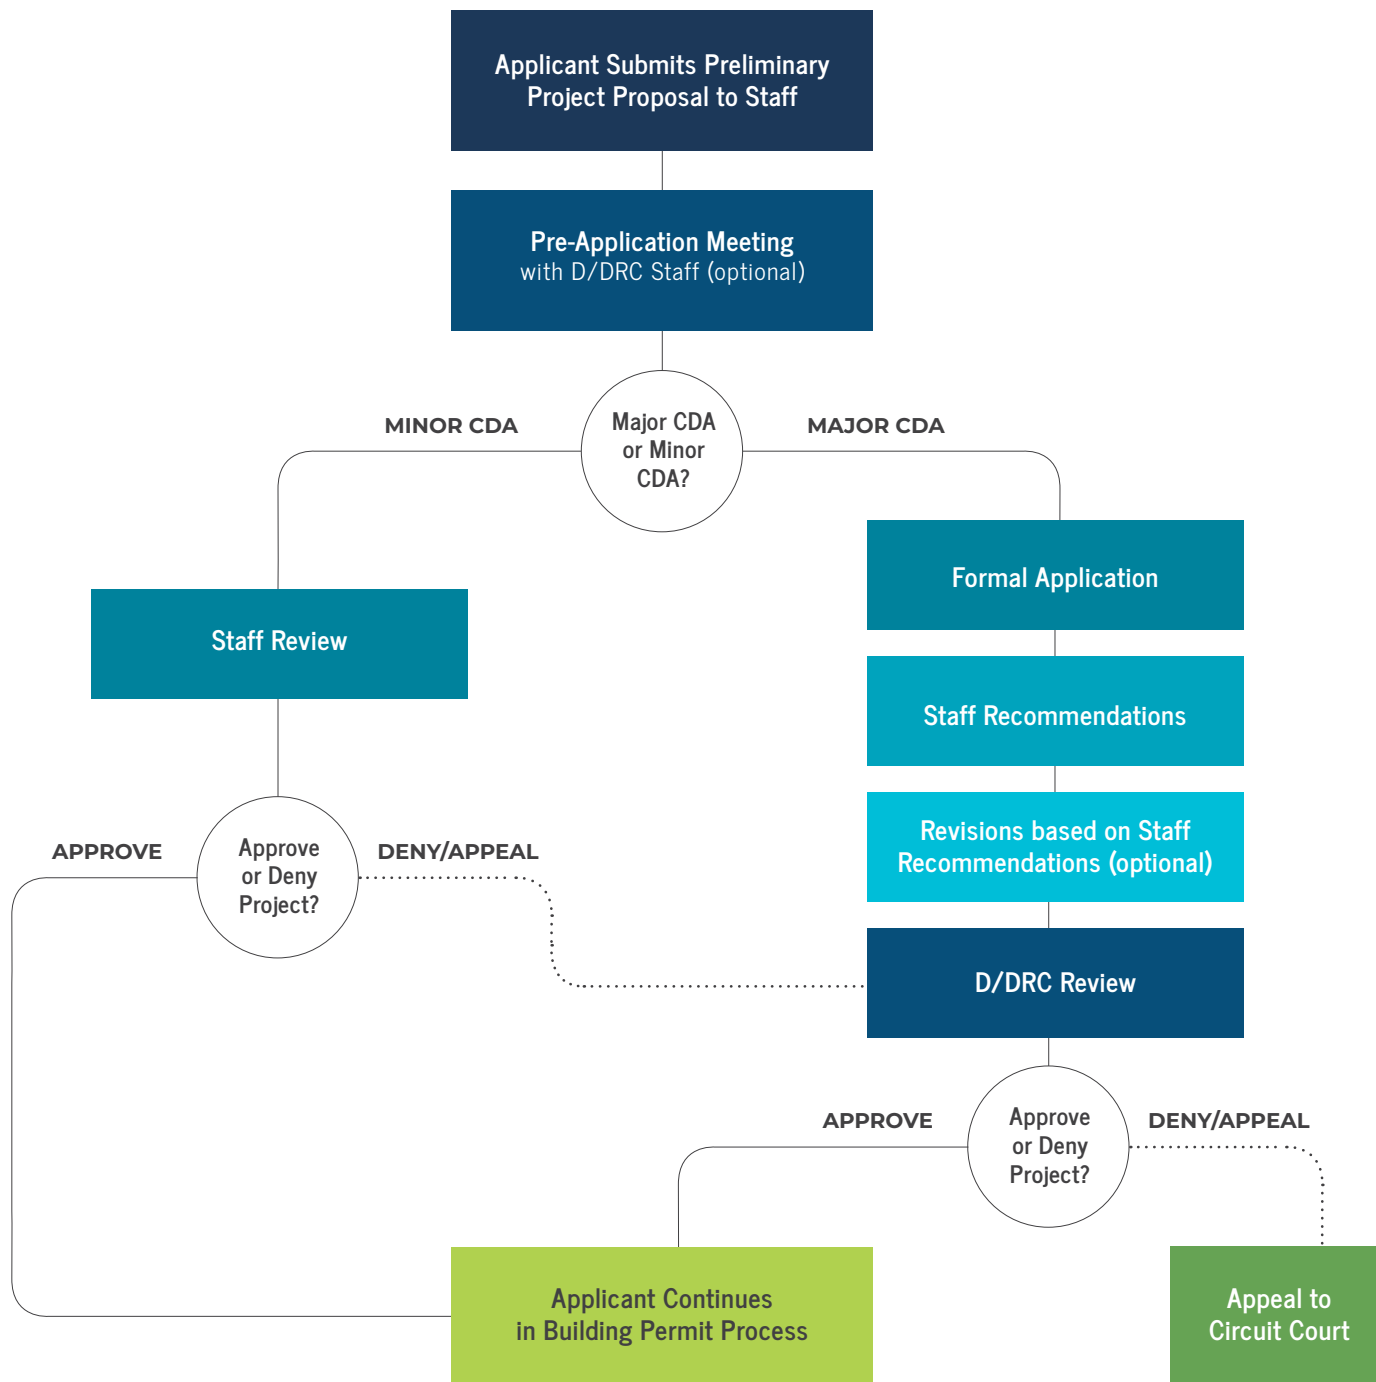 Applicant Submits Preliminary
Project Proposal to Staff
Pre-Application Meeting
with D/DRC Staff (optional)
MINOR CDA
Major CDA
or Minor
CDA?
MAJOR CDA
Formal Application
Staff Review
Staff Recommendations
Revisions based on Staff
Recommendations (optional)
APPROVE
Approve
or Deny
Project?
DENY/APPEAL
D/DRC Review
APPROVE
Approve
or Deny
Project?
DENY/APPEAL
Applicant Continues
in Building Permit Process
Appeal to
Circuit Court